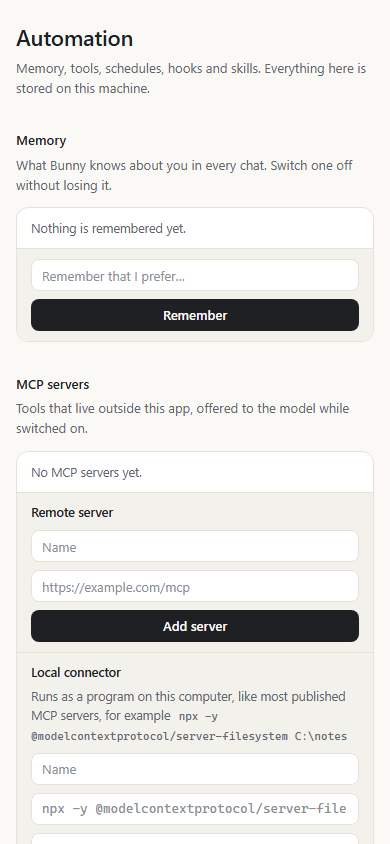 Automation
Memory, tools, schedules, hooks and skills. Everything here is
stored on this machine.
Memory
What Bunny knows about you in every chat. Switch one off
without losing it.
Nothing is remembered yet.
Remember that I prefer...
Remember
MCP servers
Tools that live outside this app, offered to the model while
switched on.
No MCP servers yet.
Remote server
Name
https://example.com/mcp
Add server
Local connector
Runs as a program on this computer, like most published
MCP servers, for example npx -y
@modelcontextprotocol/server-filesystem C:\notes
Name
npx -y @modelcontextprotocol/server-file